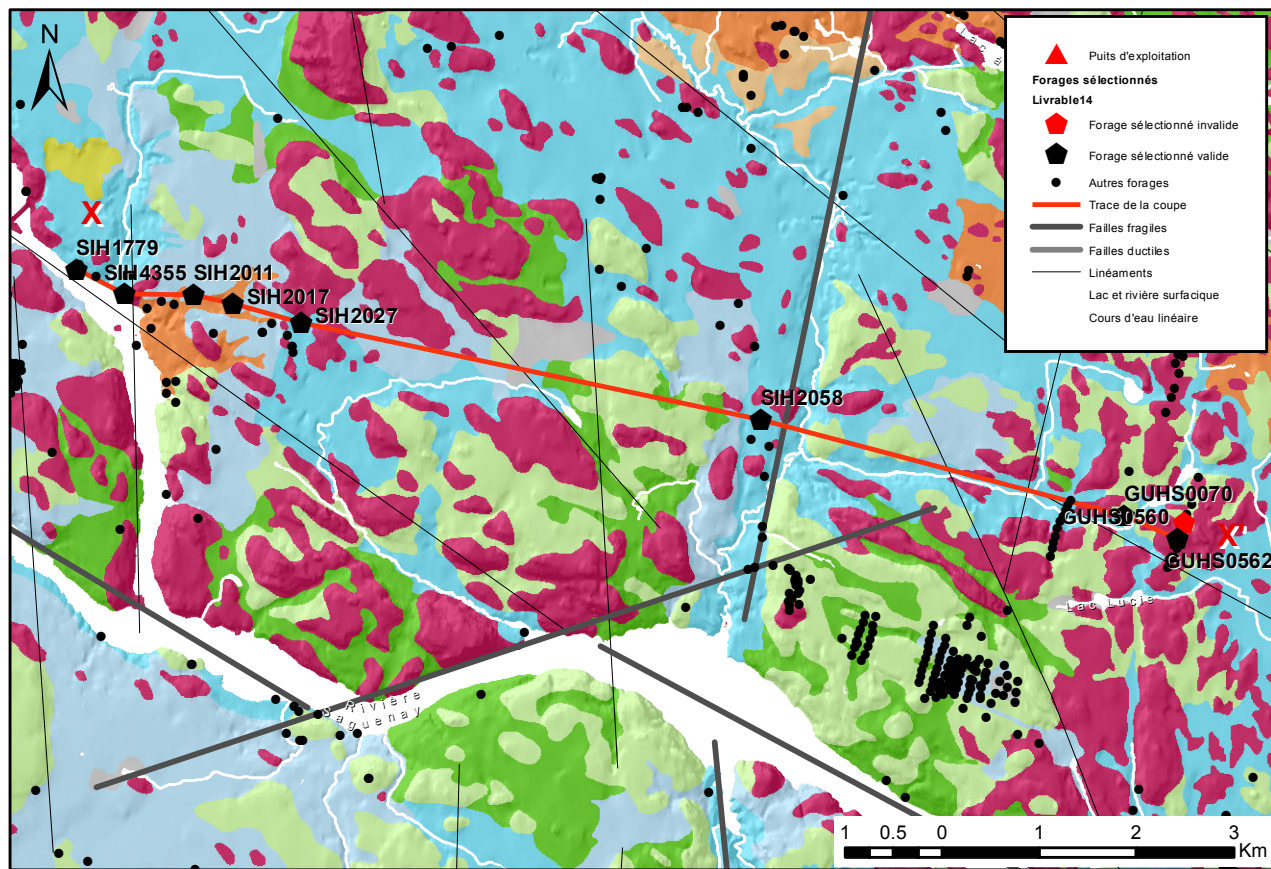 N
Lac
Puits d'exploitation
Forages sélectionnés
Livrable14
Forage sélectionné invalide
Forage sélectionné valide
Autres forages
Trace de la coupe
Failles fragiles
Failles ductiles
Linéaments
Lac et rivière surfacique
Cours d'eau linéaire
X
SIH1779
SIH4355 SIH2011
SIH2017
SIH2027
SIH2058
GUHS0070
GUHS0560
X'
GUHS0562
Lac Lucie
Rivière
Saguenay
1 0.5 0 1 2 3
Km